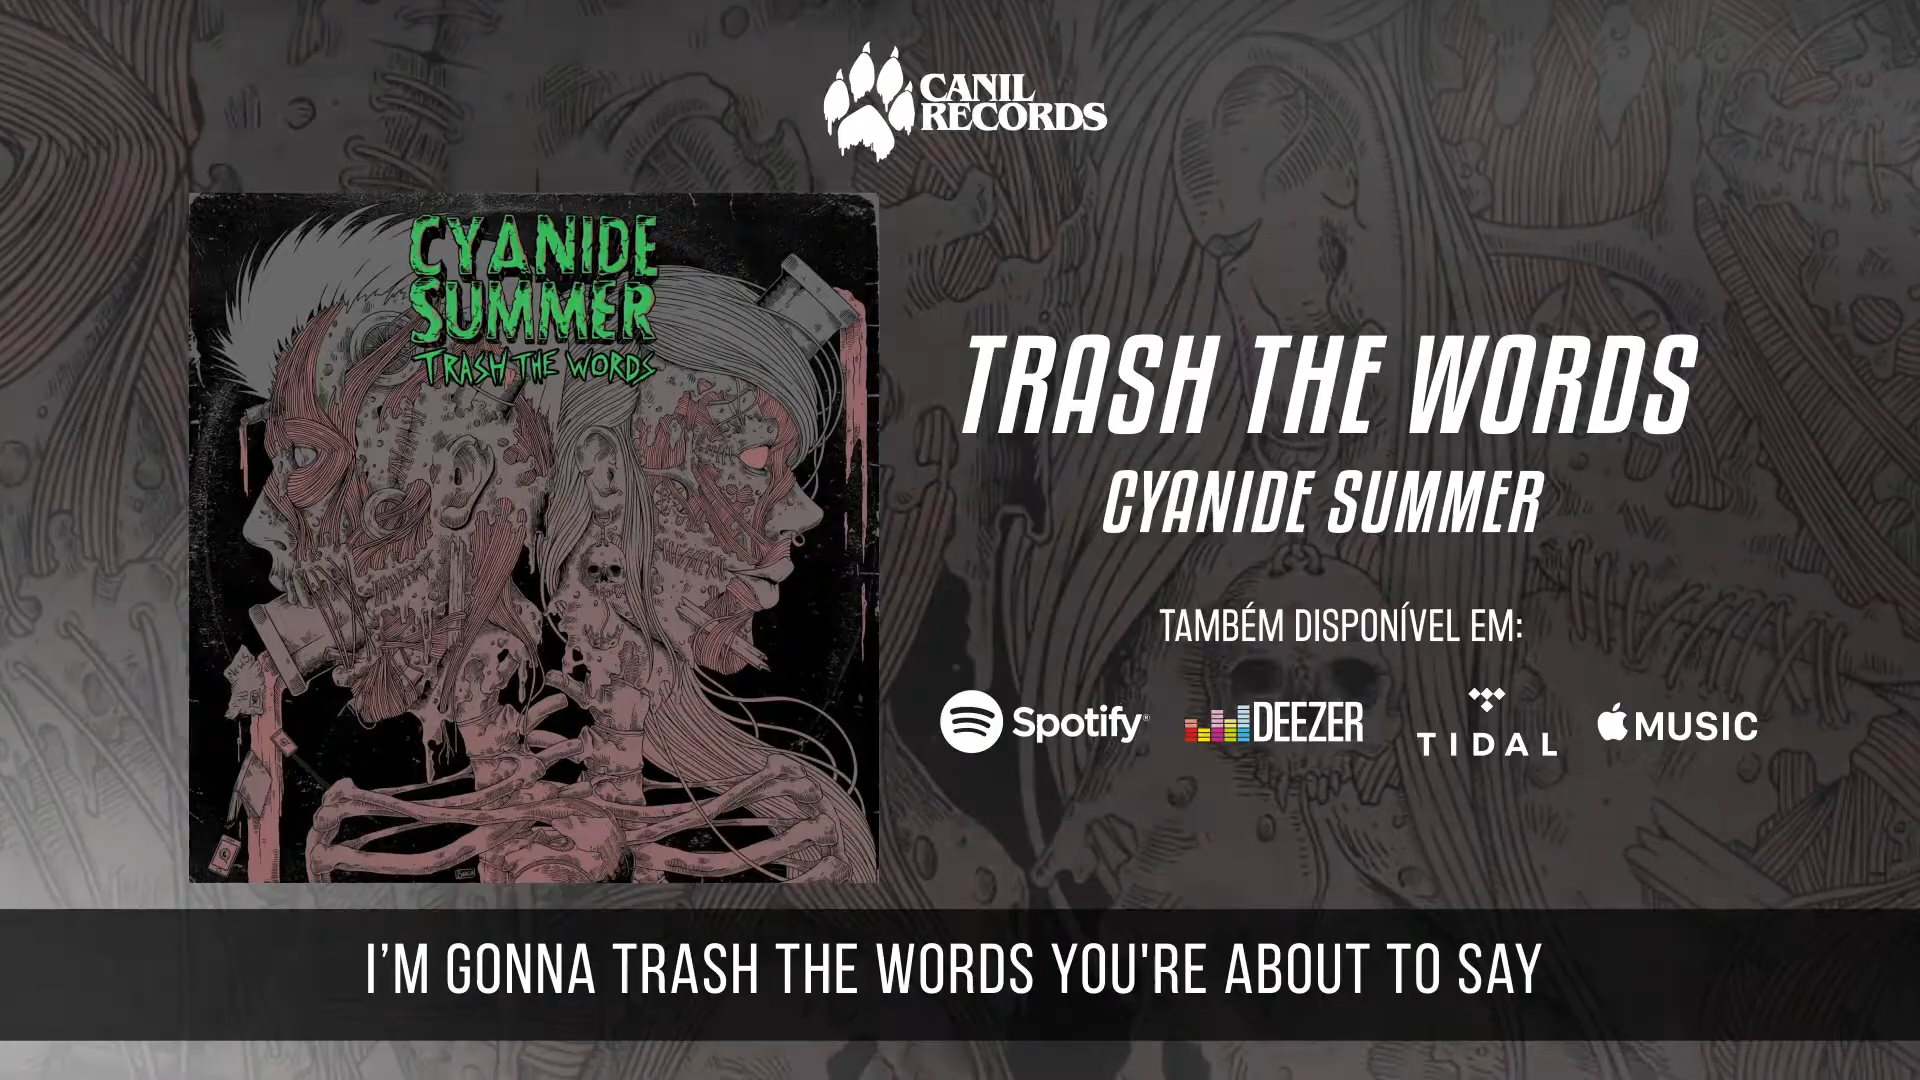 CANIL
RECORDS
CYANIDE
SUMMER
TRASH THE WORDS
NEWS
TRASH THE WORDS
CYANIDE SUMMER
TAMBÉM DISPONÍVEL EM:
Spotify®
DEEZER
TIDAL
MUSIC
I’M GONNA TRASH THE WORDS YOU'RE ABOUT TO SAY